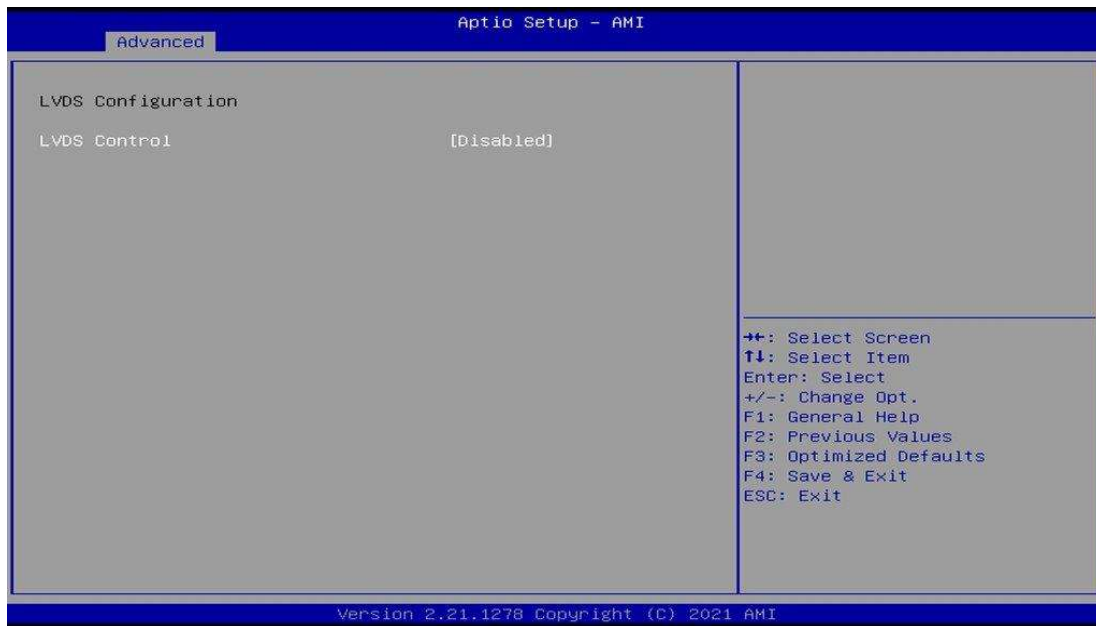 Aptio Setup – AMI
Advanced
LVDS Configuration
LVDS Control [Disabled]
→←: Select Screen
↑↓: Select Item
Enter: Select
+/-: Change Opt.
F1: General Help
F2: Previous Values
F3: Optimized Defaults
F4: Save & Exit
ESC: Exit
Version 2.21.1278 Copyright (C) 2021 AMI